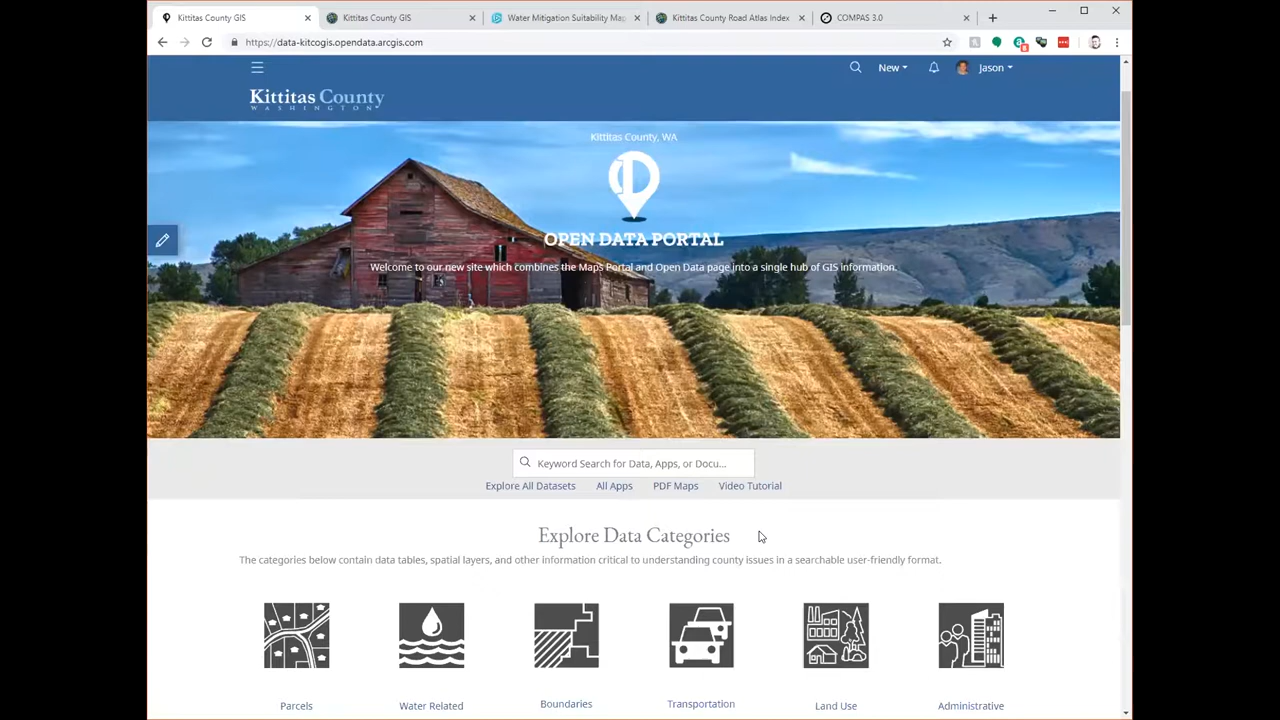 Kittitas County GIS
Kittitas County GIS
Water Mitigation Suitability Map
Kittitas County Road Atlas Index
COMPAS 3.0
https://data-kitcogis.opendata.arcgis.com
New
Jason
Kittitas County
WASHINGTON
Kittitas County, WA
OPEN DATA PORTAL
Welcome to our new site which combines the Maps Portal and Open Data page into a single hub of GIS information.
Keyword Search for Data, Apps, or Docu...
Explore All Datasets All Apps PDF Maps Video Tutorial
Explore Data Categories
The categories below contain data tables, spatial layers, and other information critical to understanding county issues in a searchable user-friendly format.
Parcels Water Related Boundaries Transportation Land Use Administrative